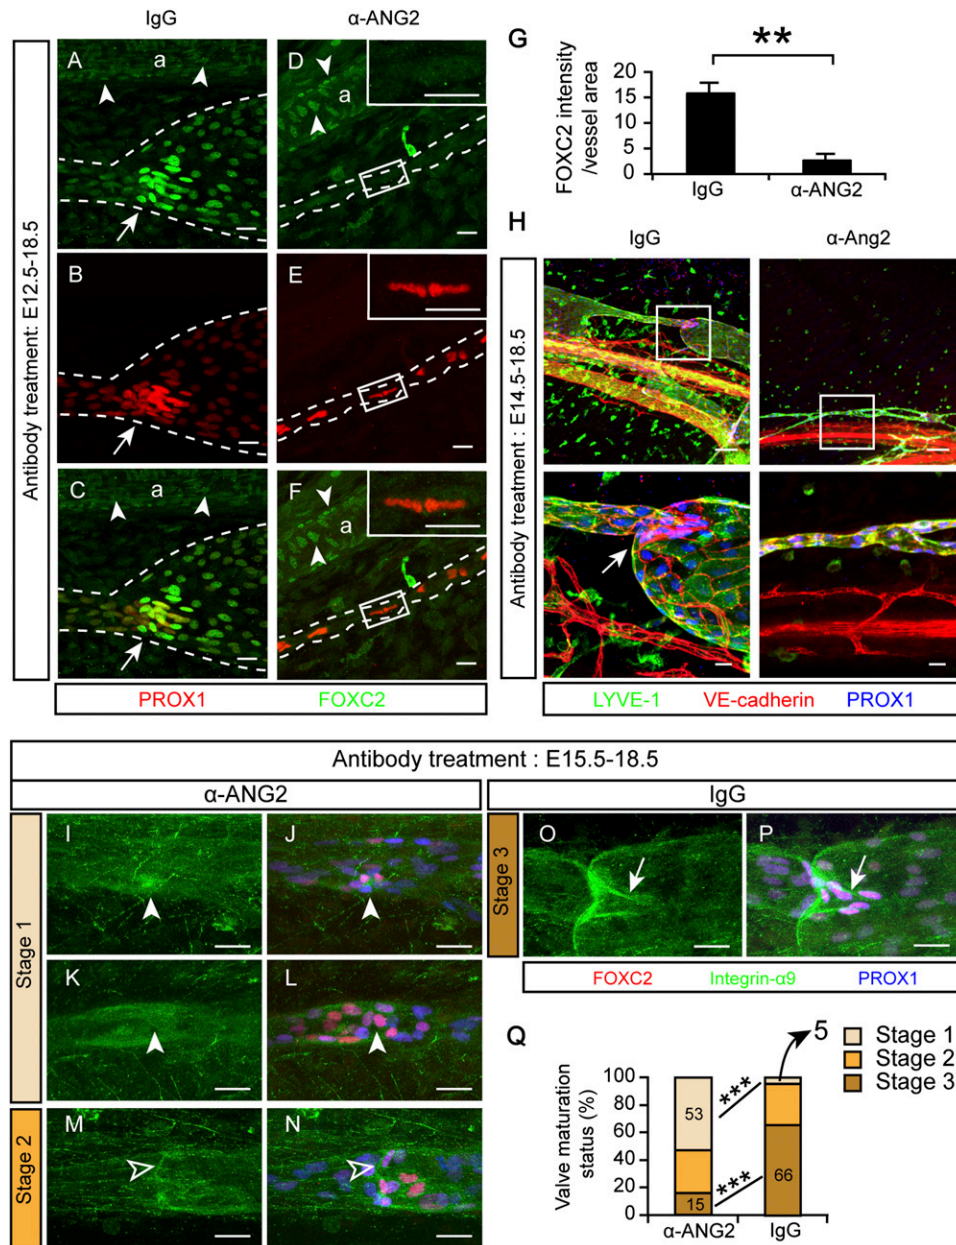 IgG
α-ANG2
Antibody treatment: E12.5-18.5
A
a
D
a
B
E
C
a
F
a
PROX1
FOXC2
G
**
FOXC2 intensity
/vessel area
20
15
10
5
0
IgG
α-ANG2
H
IgG
α-Ang2
Antibody treatment : E14.5-18.5
LYVE-1
VE-cadherin
PROX1
Antibody treatment : E15.5-18.5
α-ANG2
IgG
Stage 1
I
J
K
L
Stage 2
M
N
Stage 3
O
P
FOXC2
Integrin-α9
PROX1
Q
5
Stage 1
Stage 2
Stage 3
Valve maturation
status (%)
100
80
60
40
20
0
53
15
***
***
66
α-ANG2
IgG